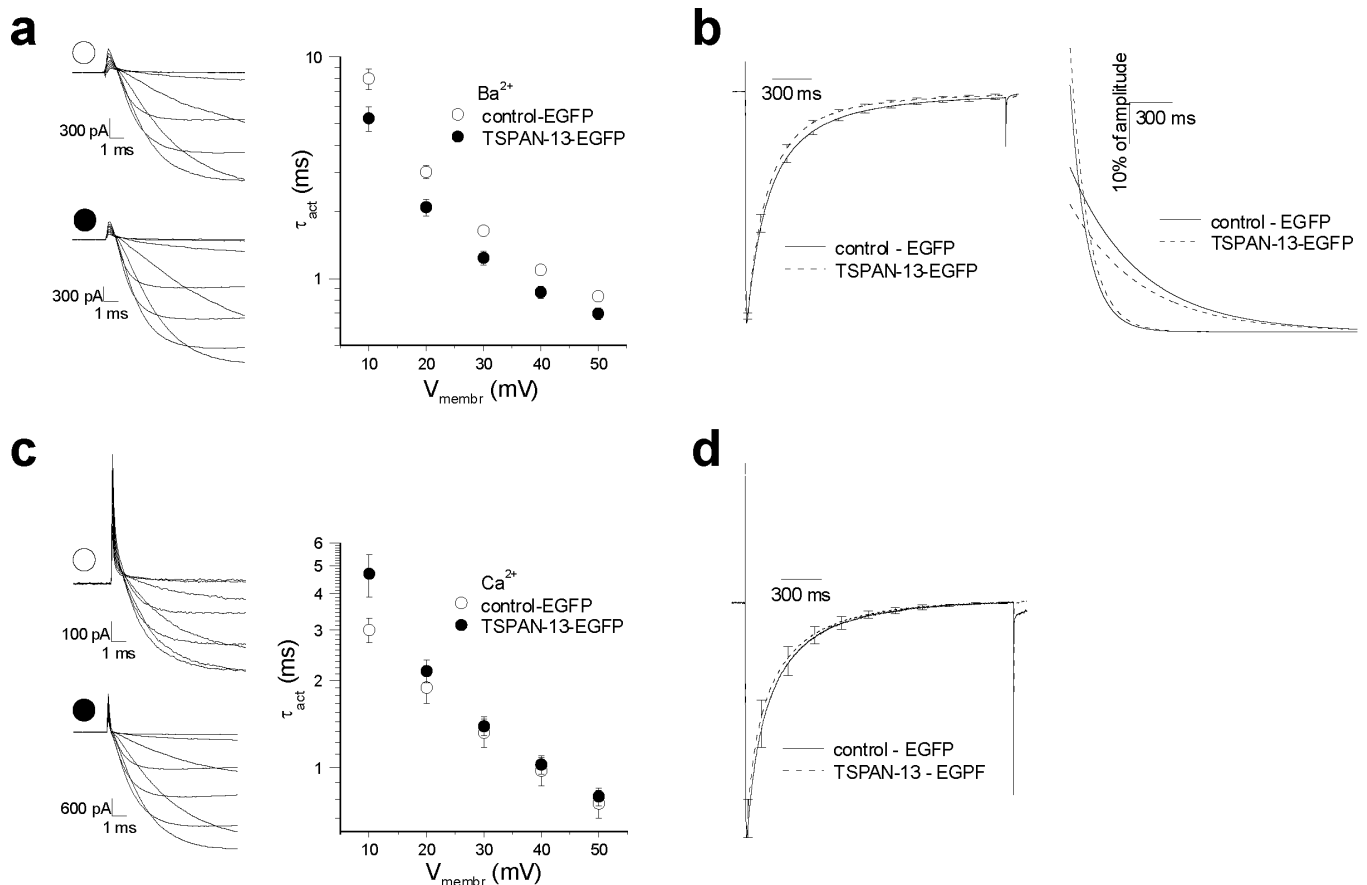 a
300 pA
1 ms
300 pA
1 ms
10
1
τ act (ms)
Ba2+
control-EGFP
TSPAN-13-EGFP
10 20 30 40 50
Vmembr (mV)
b
300 ms
control - EGFP
TSPAN-13-EGFP
10% of amplitude
300 ms
control - EGFP
TSPAN-13-EGFP
c
100 pA
1 ms
600 pA
1 ms
6
5
4
3
2
1
τ act (ms)
Ca2+
control-EGFP
TSPAN-13-EGFP
10 20 30 40 50
Vmembr (mV)
d
300 ms
control - EGFP
TSPAN-13 - EGPF